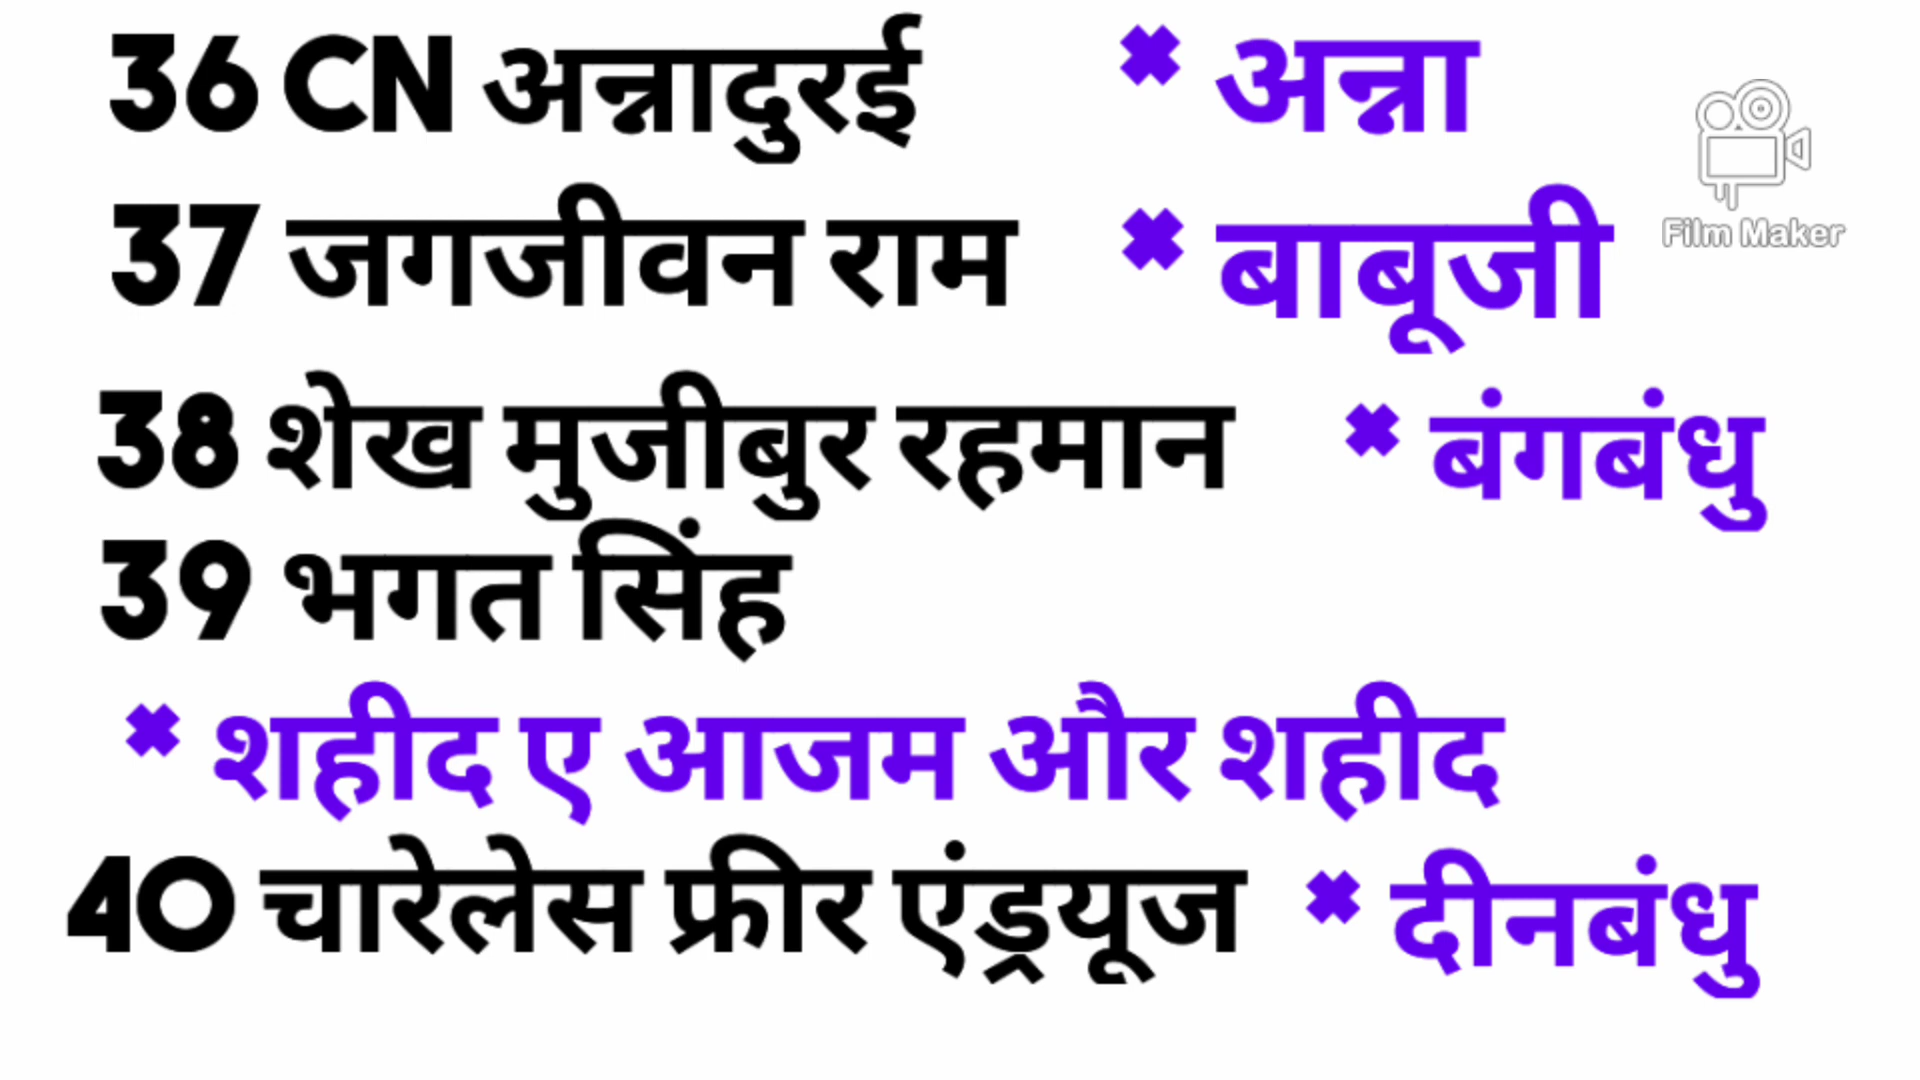 36 CN अन्नादुरई * अन्ना
Film Maker
37 जगजीवन राम * बाबूजी
38 शेख मुजीबुर रहमान * बंगबंधु
39 भगत सिंह
* शहीद ए आजम और शहीद
40 चारेलेस फ्रीर एंड्रयूज * दीनबंधु